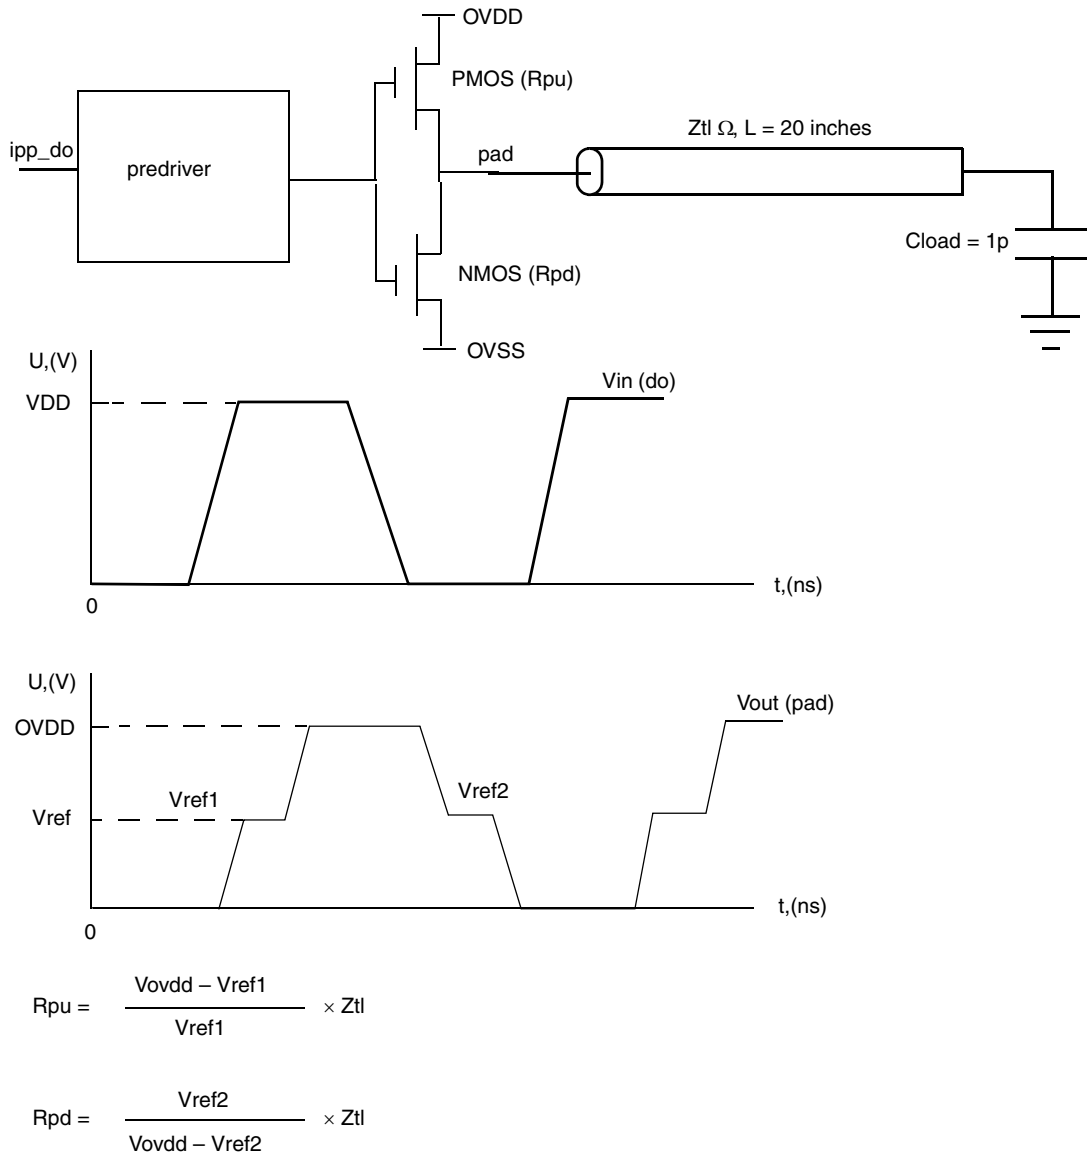 OVDD
PMOS (Rpu)
Ztl Ω, L = 20 inches
ipp_do
predriver
pad
Cload = 1p
NMOS (Rpd)
OVSS
U,(V)
VDD
Vin (do)
t,(ns)
0
U,(V)
OVDD
Vout (pad)
Vref1
Vref2
Vref
t,(ns)
0
Vovdd – Vref1
Rpu = × Ztl
Vref1
Vref2
Rpd = × Ztl
Vovdd – Vref2